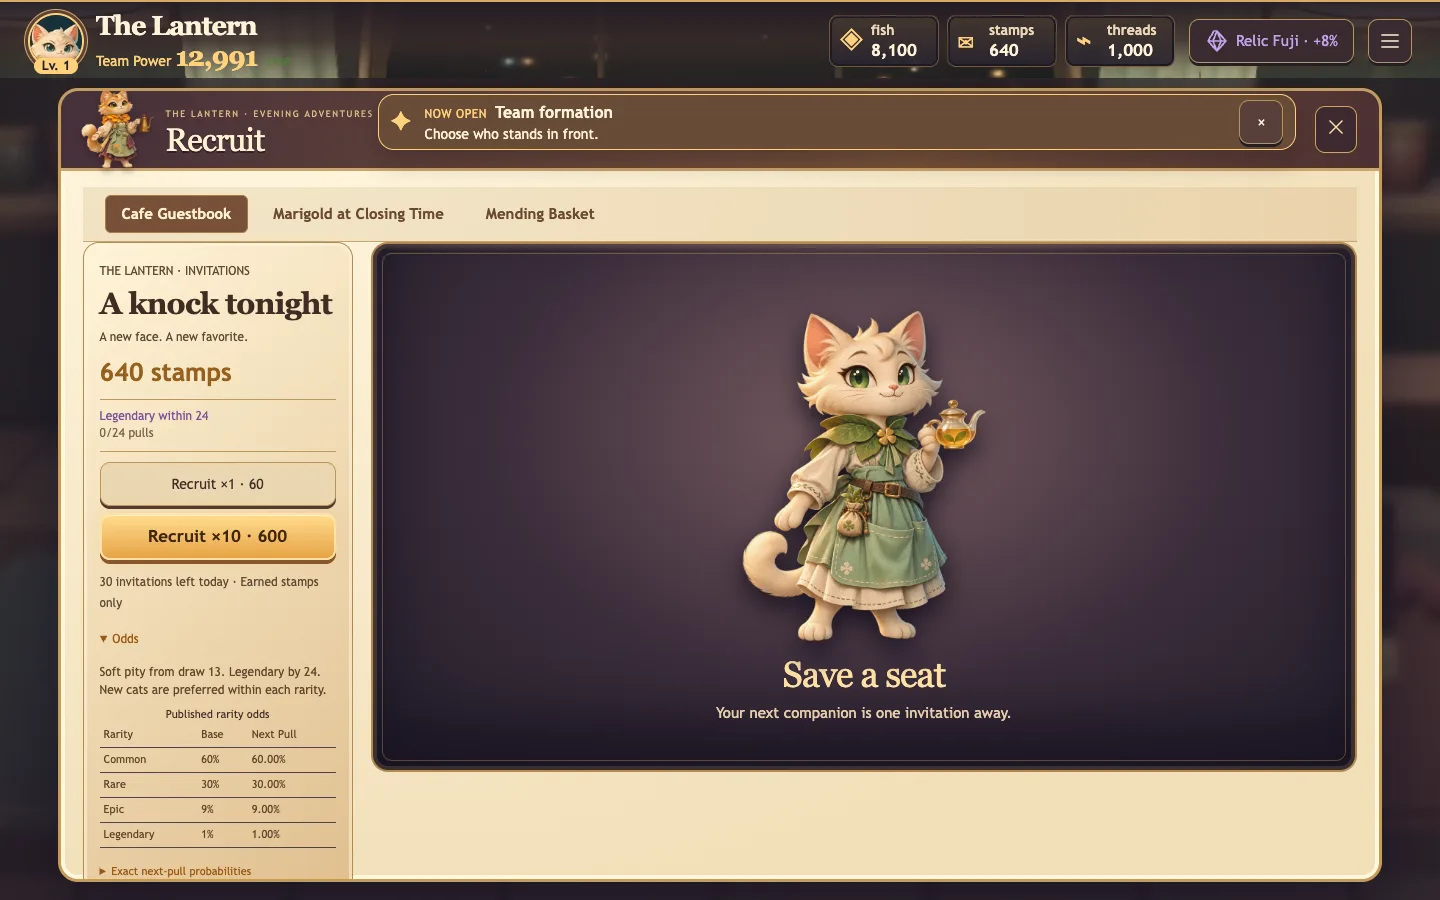 The Lantern
Lv. 1
Team Power 12,991
fish
8,100
stamps
640
threads
1,000
Relic Fuji · +8%
THE LANTERN · EVENING ADVENTURES
Recruit
NOW OPEN Team formation
Choose who stands in front.
×
Cafe Guestbook
Marigold at Closing Time
Mending Basket
THE LANTERN · INVITATIONS
A knock tonight
A new face. A new favorite.
640 stamps
Legendary within 24
0/24 pulls
Recruit ×1 · 60
Recruit ×10 · 600
30 invitations left today · Earned stamps
only
▼ Odds
Soft pity from draw 13. Legendary by 24.
New cats are preferred within each rarity.
Published rarity odds
Rarity Base Next Pull
Common 60% 60.00%
Rare 30% 30.00%
Epic 9% 9.00%
Legendary 1% 1.00%
► Exact next-pull probabilities
Save a seat
Your next companion is one invitation away.